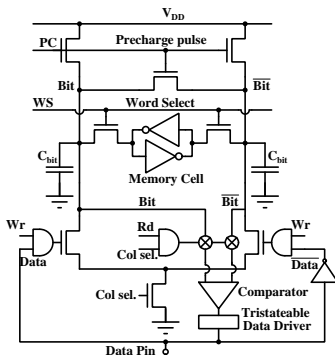 V_DD
PC
Precharge pulse
Bit
Bit
WS
Word Select
C_bit
C_bit
Memory Cell
Bit
Bit
Wr
Rd
Wr
Data
Col sel.
Data
Col sel.
Comparator
Tristateable
Data Driver
Data Pin